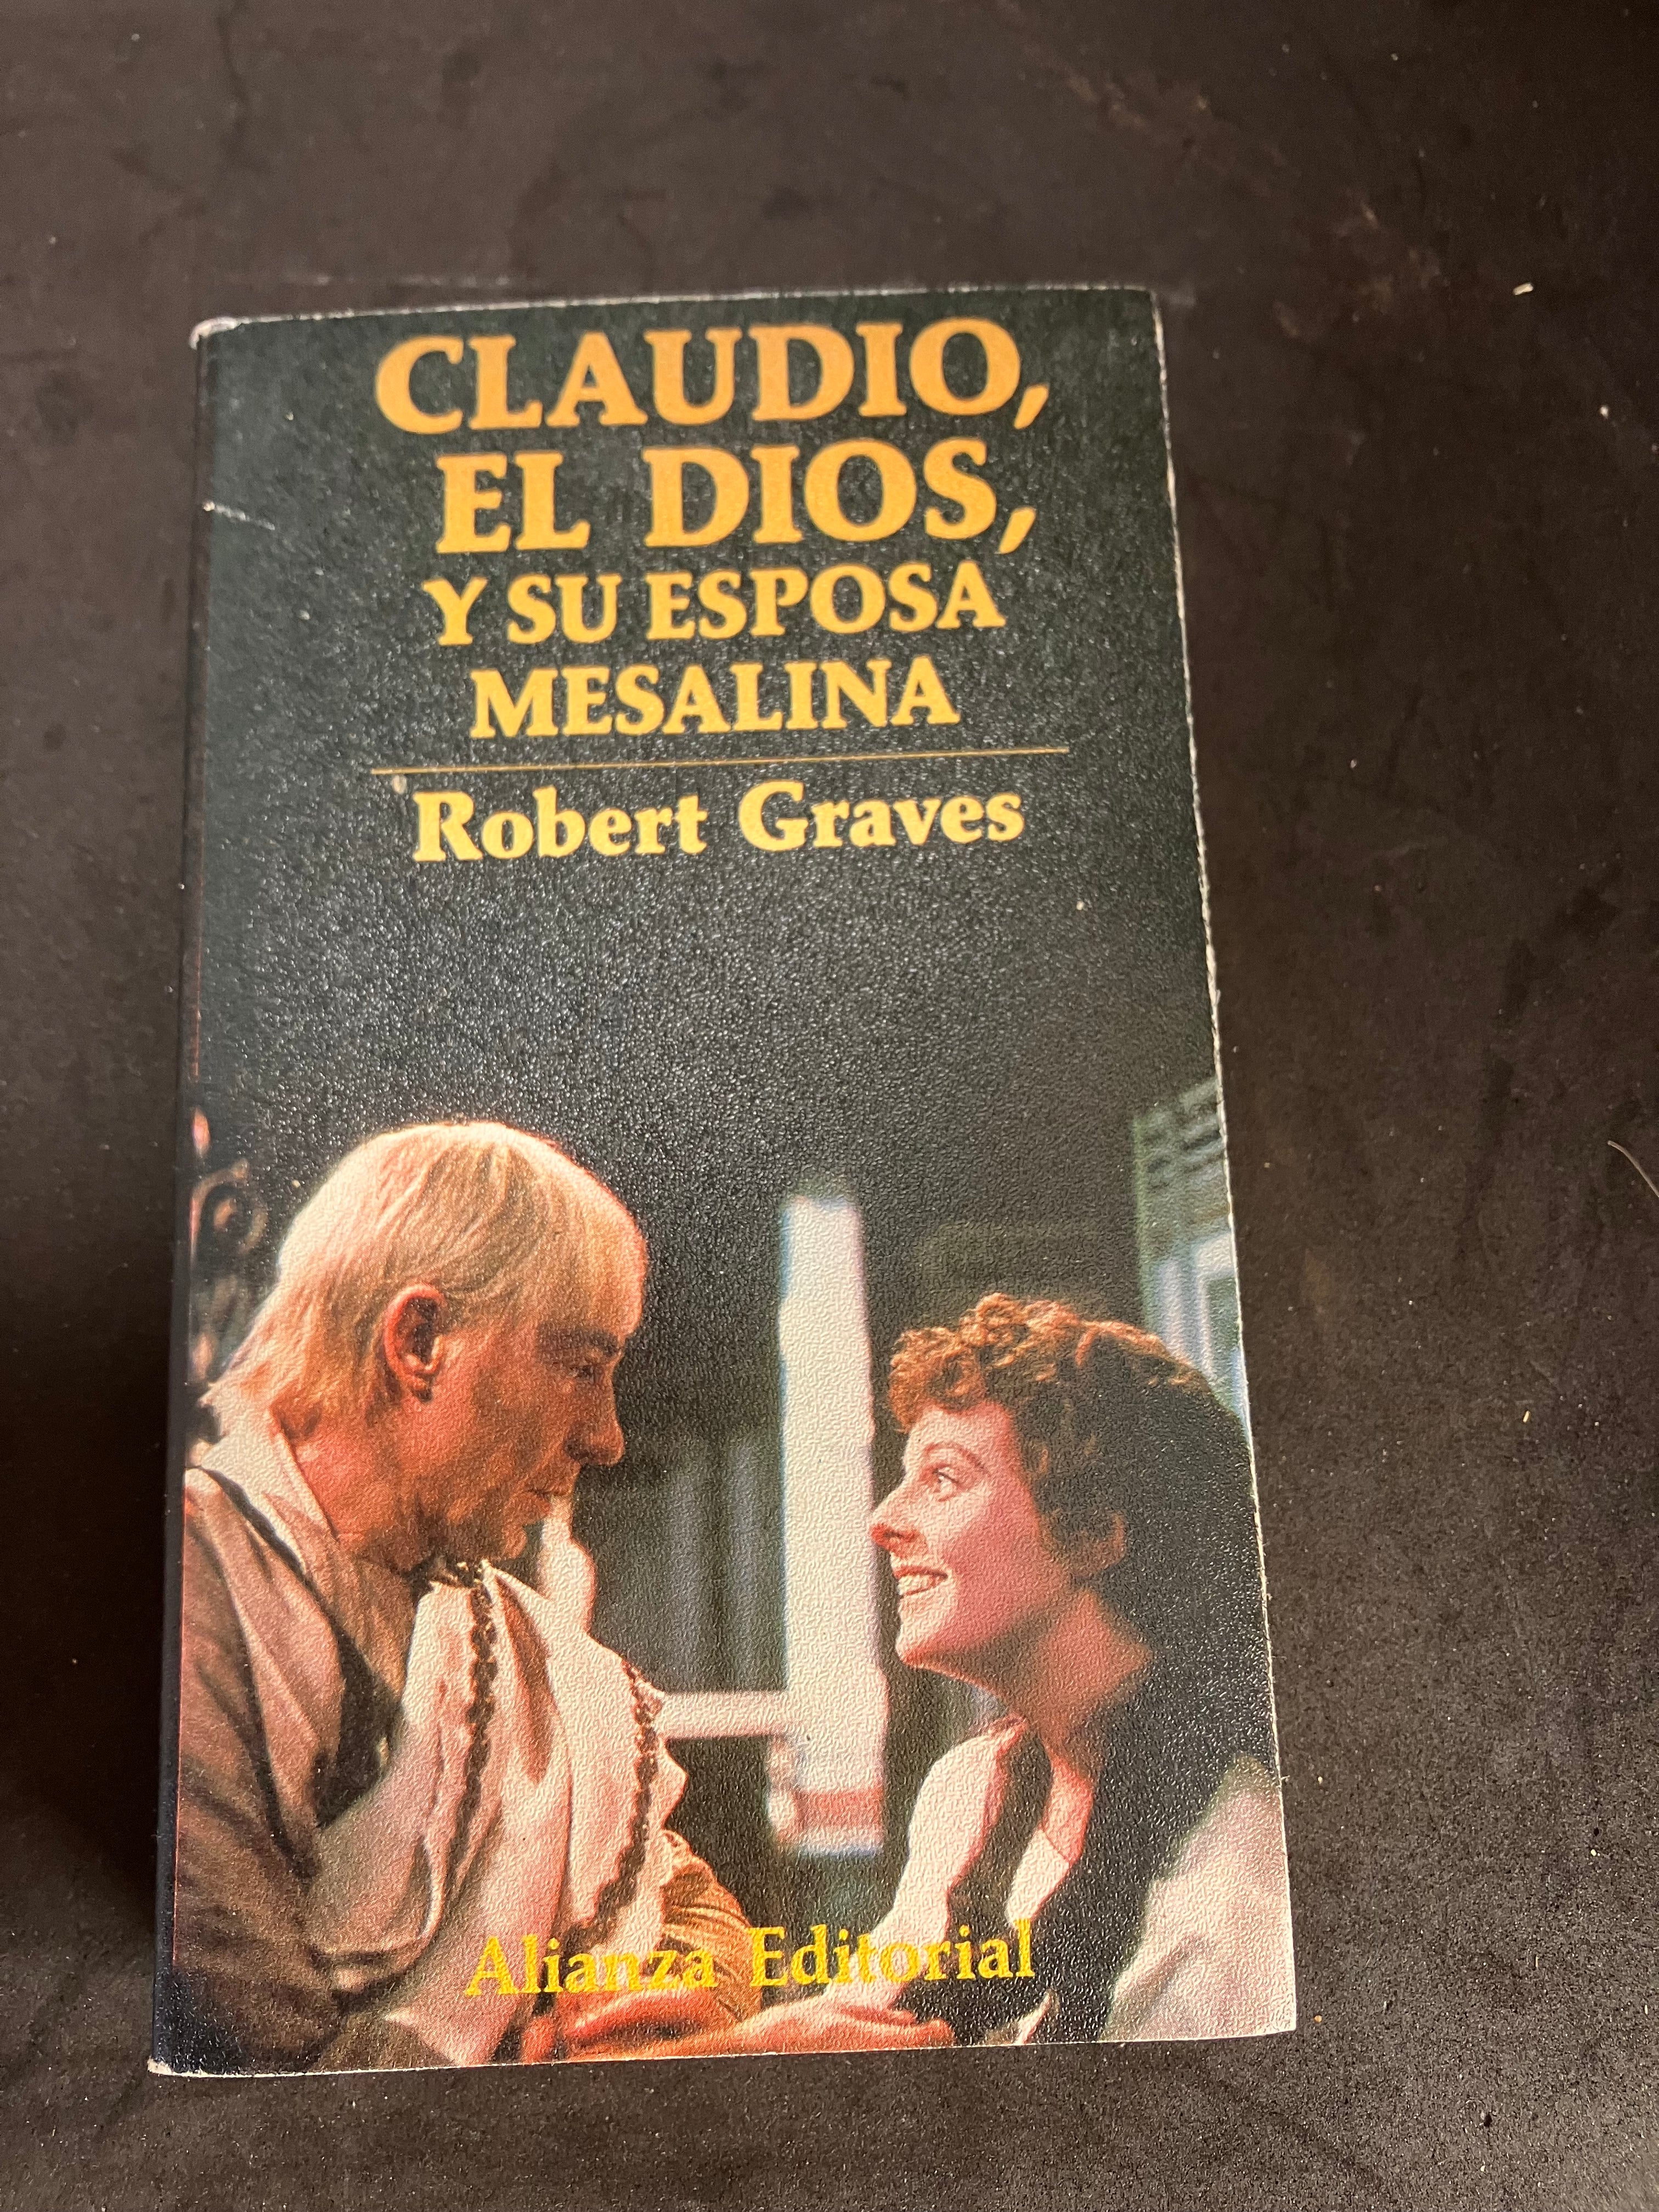 CLAUDIO,
EL DIOS,
Y SU ESPOSA
MESALINA
Robert Graves
Alianza Editorial